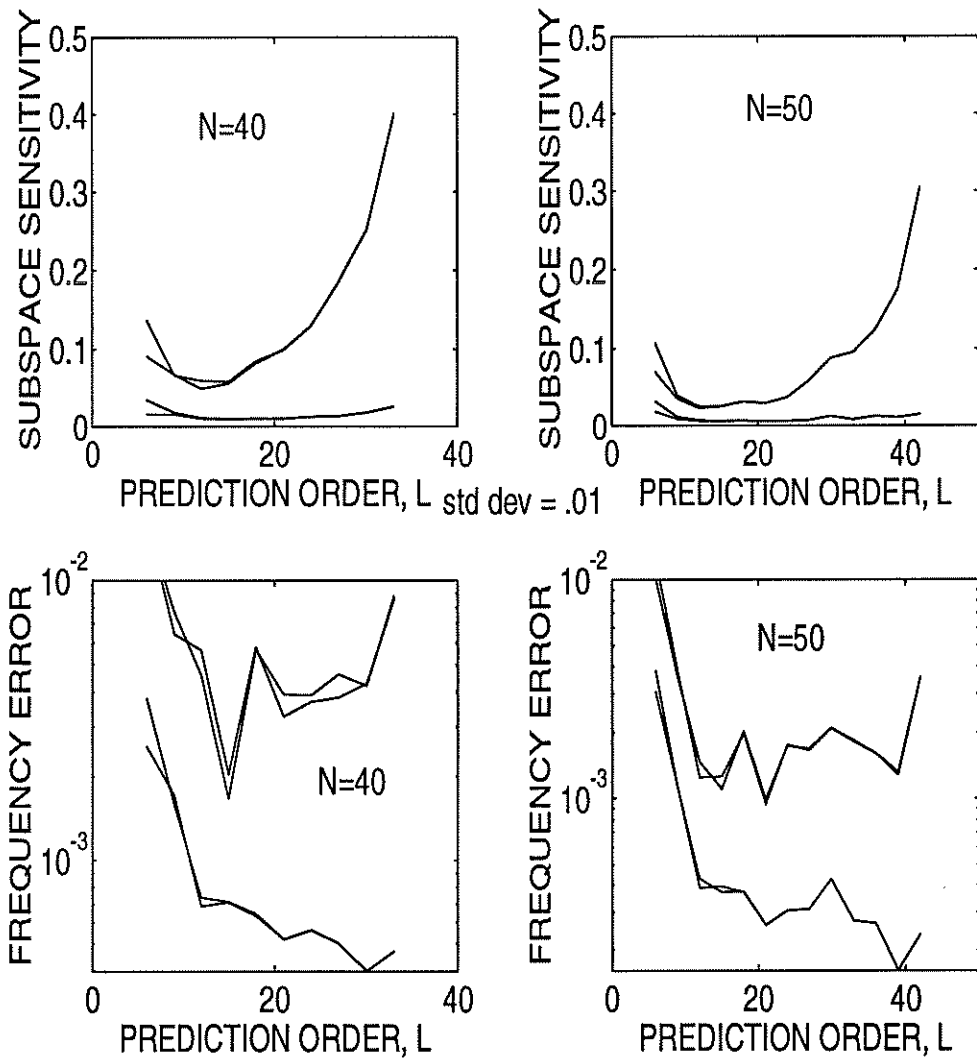 SUBSPACE SENSITIVITY
0.5
0.4
0.3
0.2
0.1
0
N=40
0 20 40
PREDICTION ORDER, L
SUBSPACE SENSITIVITY
0.5
0.4
0.3
0.2
0.1
0
N=50
0 20 40
PREDICTION ORDER, L
std dev = .01
FREQUENCY ERROR
10^-2
10^-3
N=40
0 20 40
PREDICTION ORDER, L
FREQUENCY ERROR
10^-2
10^-3
N=50
0 20 40
PREDICTION ORDER, L